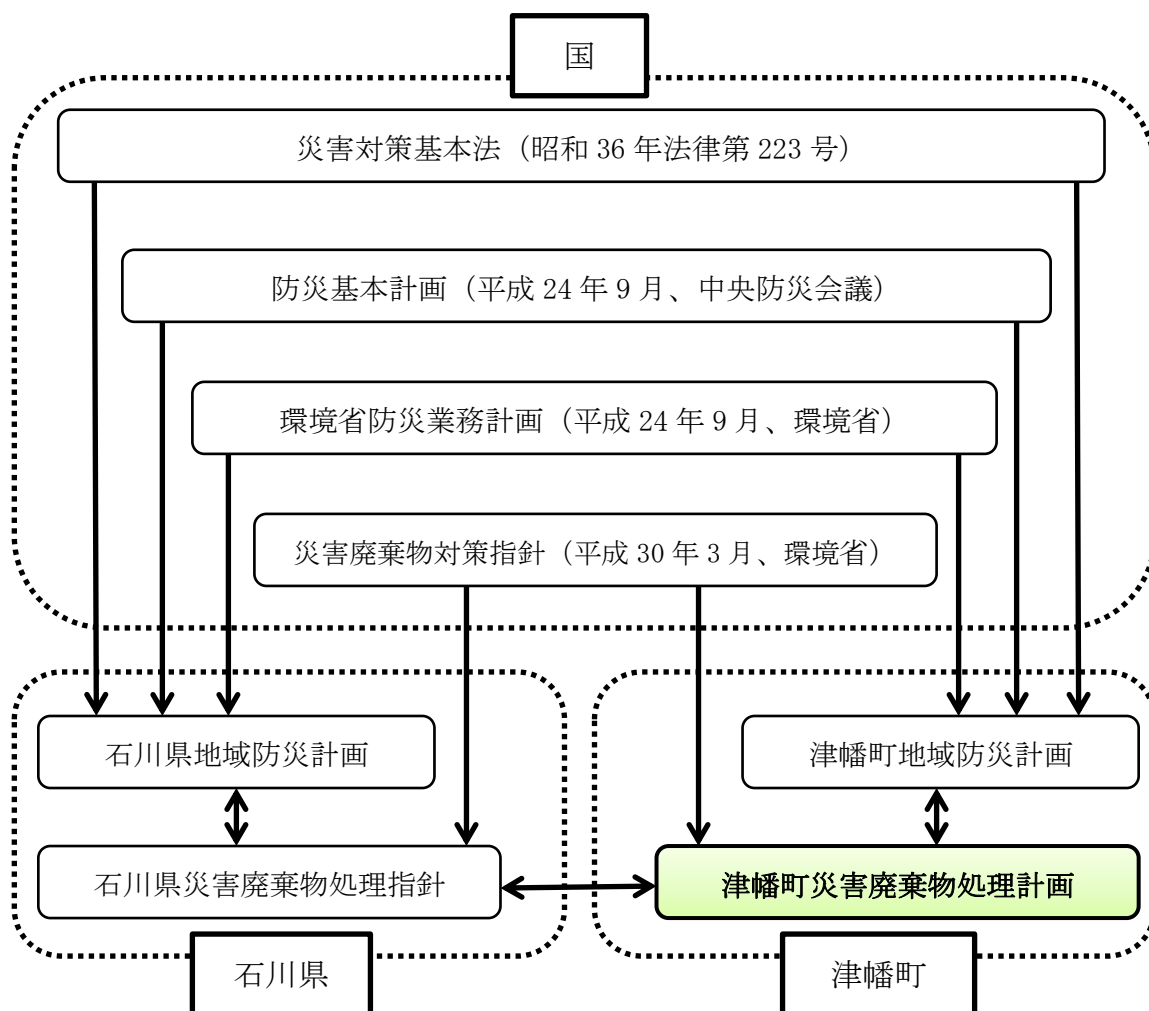 国
災害対策基本法（昭和 36 年法律第 223 号）
防災基本計画（平成 24 年 9 月、中央防災会議）
環境省防災業務計画（平成 24 年 9 月、環境省）
災害廃棄物対策指針（平成 30 年 3 月、環境省）
石川県地域防災計画
津幡町地域防災計画
石川県災害廃棄物処理指針
津幡町災害廃棄物処理計画
石川県
津幡町